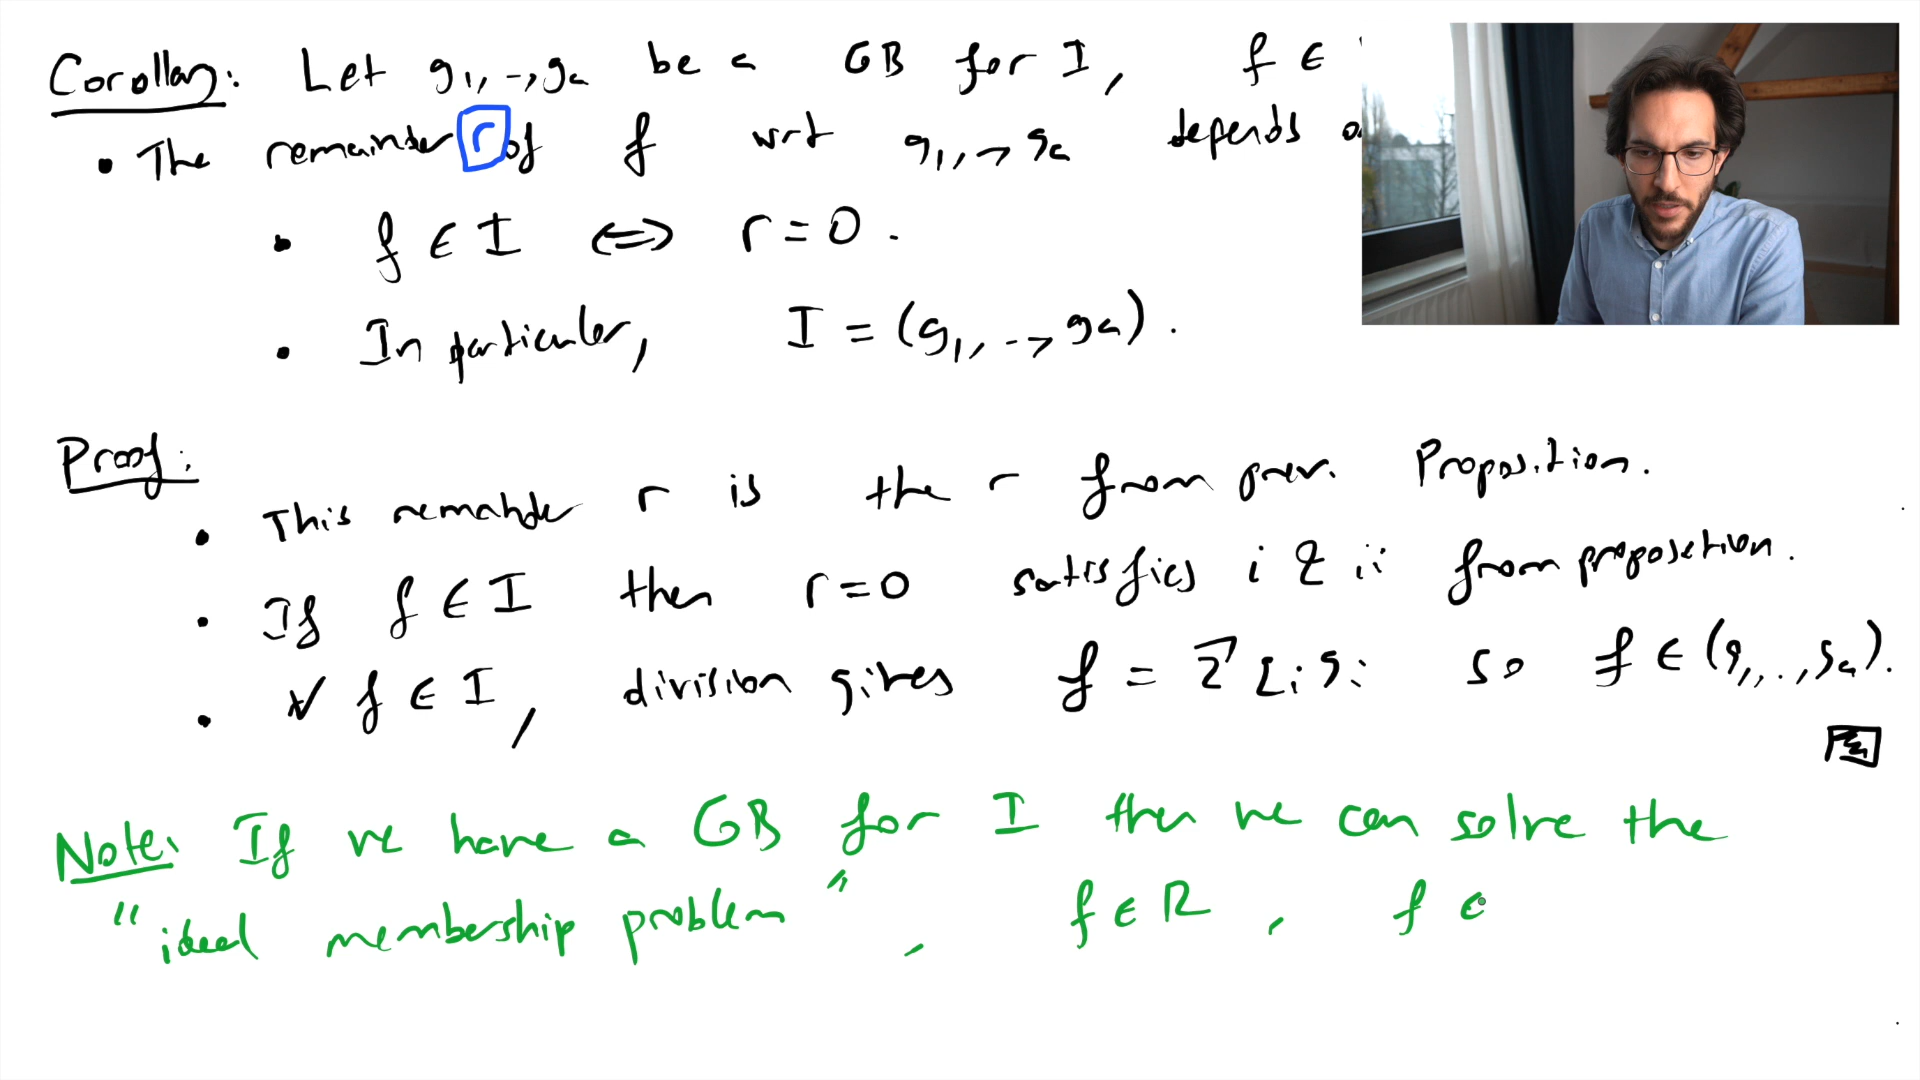 Corollary: Let g₁,..,gₐ be a GB for I, f ∈
• The remainder r of f wrt g₁,..,gₐ depends
• f ∈ I ⇔ r = 0.
• In particular, I = (g₁,..,gₐ).
Proof:
• This remainder r is the r from prev. Proposition.
• If f ∈ I then r = 0 satisfies i & ii from proposition.
• ∀ f ∈ I, division gives f = Σ qᵢgᵢ so f ∈ (g₁,..,gₐ).
Note: If we have a GB for I then we can solve the
"ideal membership problem", f ∈ R, f ∈